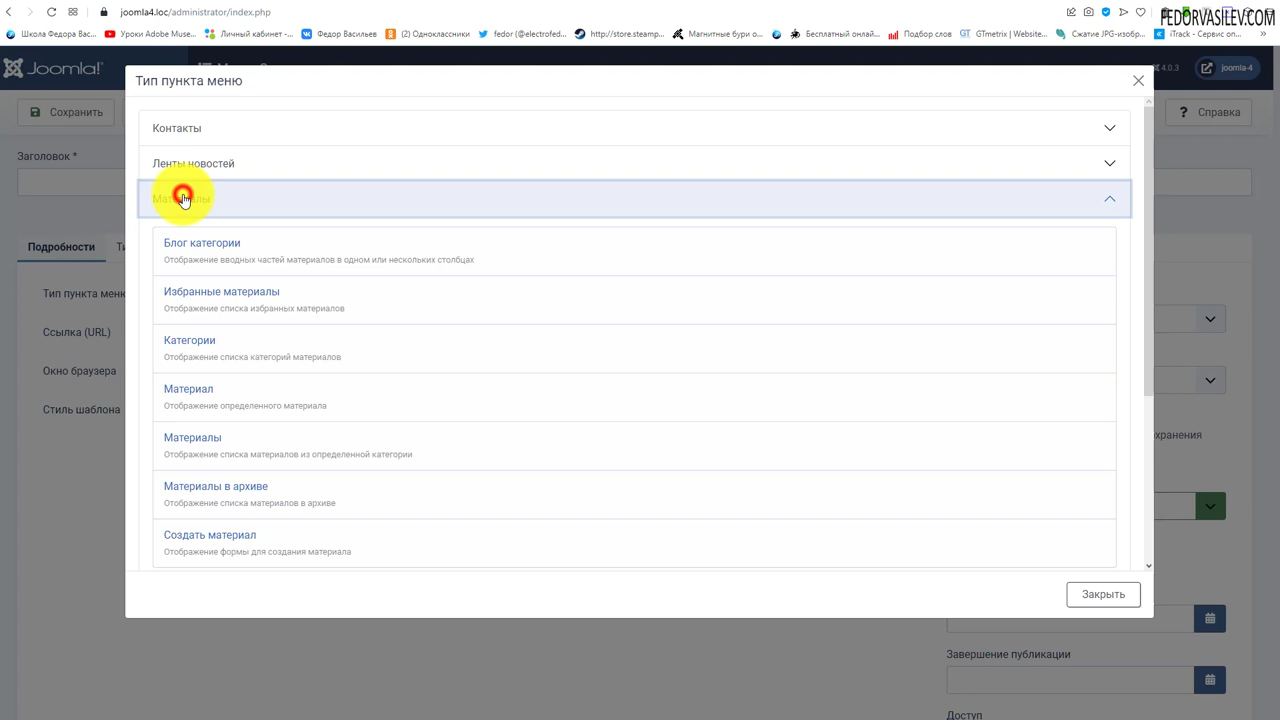 joomla4.loc/administrator/index.php
FEDORVASILEV.COM
Школа Федора Вас...
Уроки Adobe Muse...
Личный кабинет -...
Федор Васильев
(2) Одноклассники
fedor (@electrofed...
http://store.steamp...
Магнитные бури о...
Бесплатный онлай...
Подбор слов
GTmetrix | Website...
Сжатие JPG-изобр...
iTrack - Сервис оп...
Joomla!
4.0.3
joomla-4
Тип пункта меню
Сохранить
Справка
Контакты
Заголовок *
Ленты новостей
Материалы
Подробности
Блог категории
Отображение вводных частей материалов в одном или нескольких столбцах
Тип пункта меню
Избранные материалы
Отображение списка избранных материалов
Ссылка (URL)
Категории
Отображение списка категорий материалов
Окно браузера
Материал
Отображение определенного материала
Стиль шаблона
Материалы
Отображение списка материалов из определенной категории
Материалы в архиве
Отображение списка материалов в архиве
Создать материал
Отображение формы для создания материала
Закрыть
Завершение публикации
Доступ